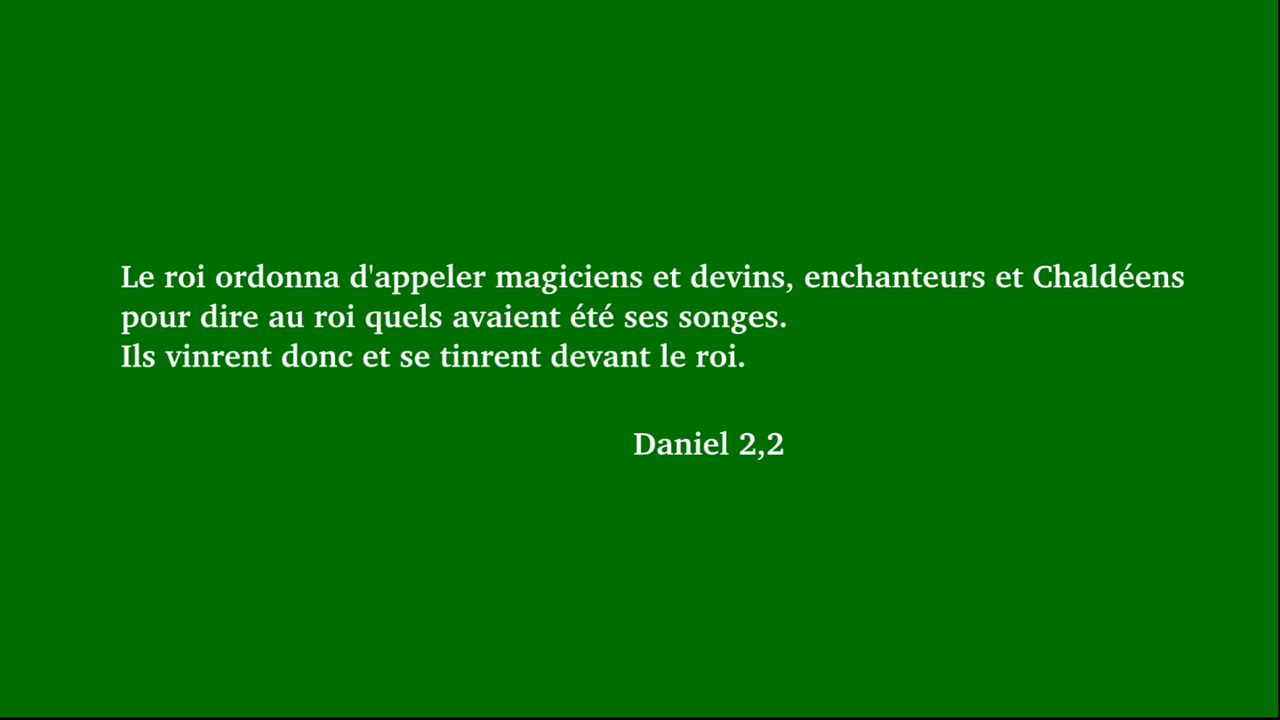 Le roi ordonna d'appeler magiciens et devins, enchanteurs et Chaldéens
pour dire au roi quels avaient été ses songes.
Ils vinrent donc et se tinrent devant le roi.
Daniel 2,2